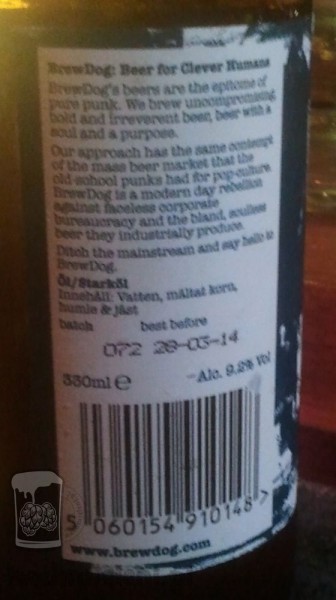 BrewDog: Beer for Clever Humans
BrewDog's beers are the epitome of
pure punk. We brew uncompromising,
bold and irreverent beer, beer with a
soul and a purpose.
Our approach has the same contempt
of the mass beer market that the
old-school punks had for pop-culture.
BrewDog is a modern day rebellion
against faceless corporate
bureaucracy and the bland, soulless
beer they industrially produce.
Ditch the mainstream and say hello to
BrewDog.
Öl/Starköl
Innehåll: Vatten, mältat korn,
humle & jäst
batch best before
072 28-03-14
330ml e Alc. 9.2% Vol
5 060154 910148 >
www.brewdog.com